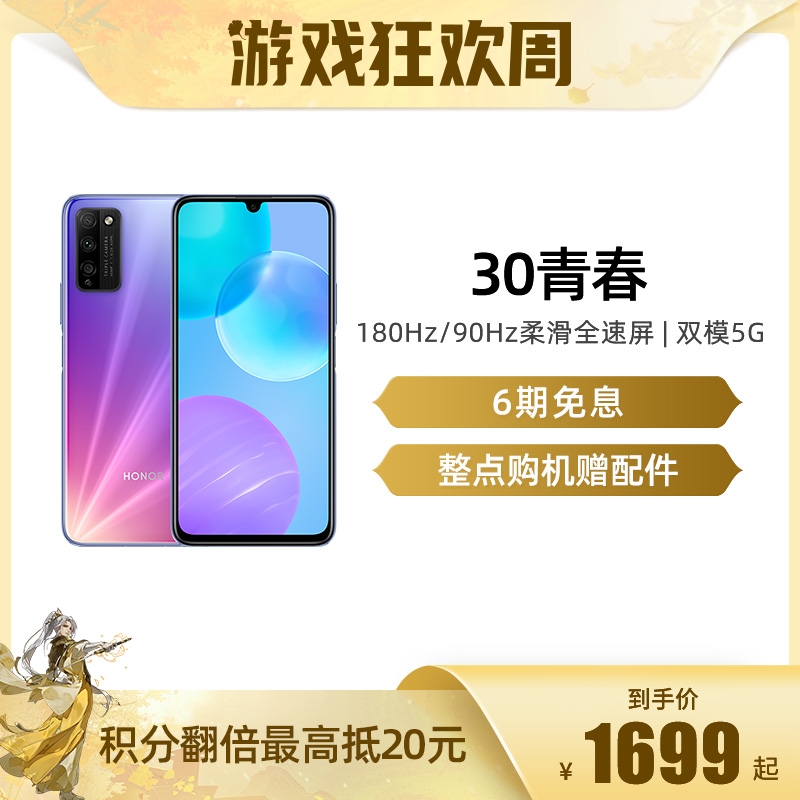 游戏狂欢周
TRIPLE CAMERA
HONOR
30青春
180Hz/90Hz柔滑全速屏 | 双模5G
6期免息
整点购机赠配件
积分翻倍最高抵20元
到手价
¥ 1699 起